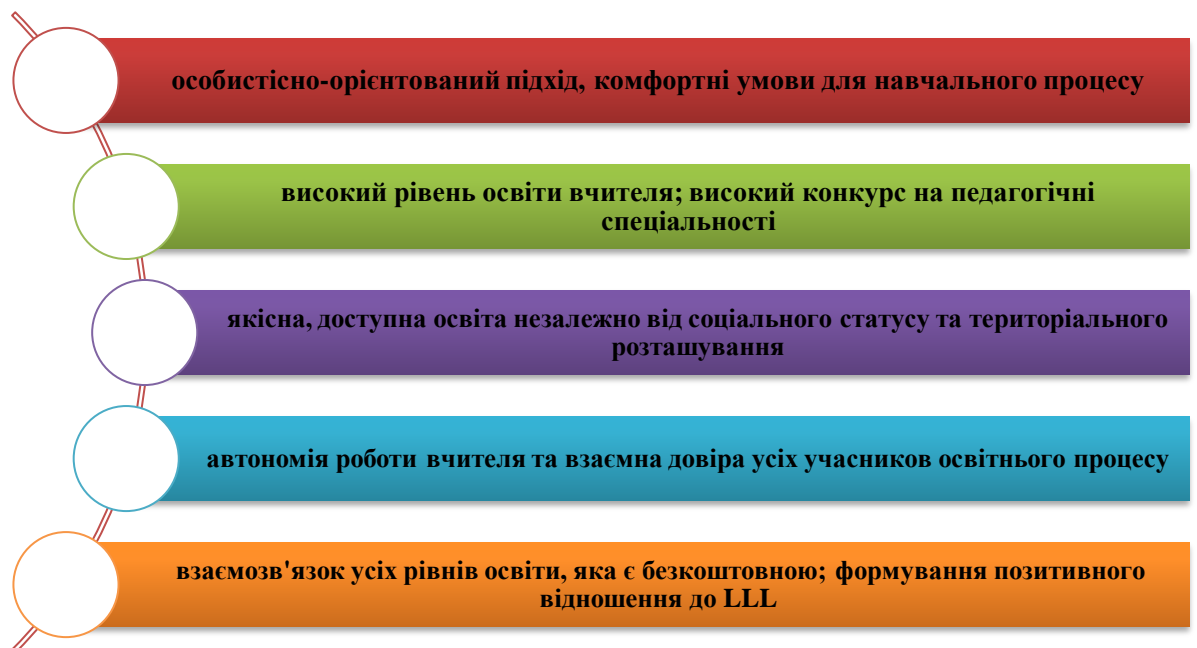 особистісно-орієнтований підхід, комфортні умови для навчального процесу
високий рівень освіти вчителя; високий конкурс на педагогічні
спеціальності
якісна, доступна освіта незалежно від соціального статусу та територіального
розташування
автономія роботи вчителя та взаємна довіра усіх учасників освітнього процесу
взаємозв'язок усіх рівнів освіти, яка є безкоштовною; формування позитивного
відношення до LLL